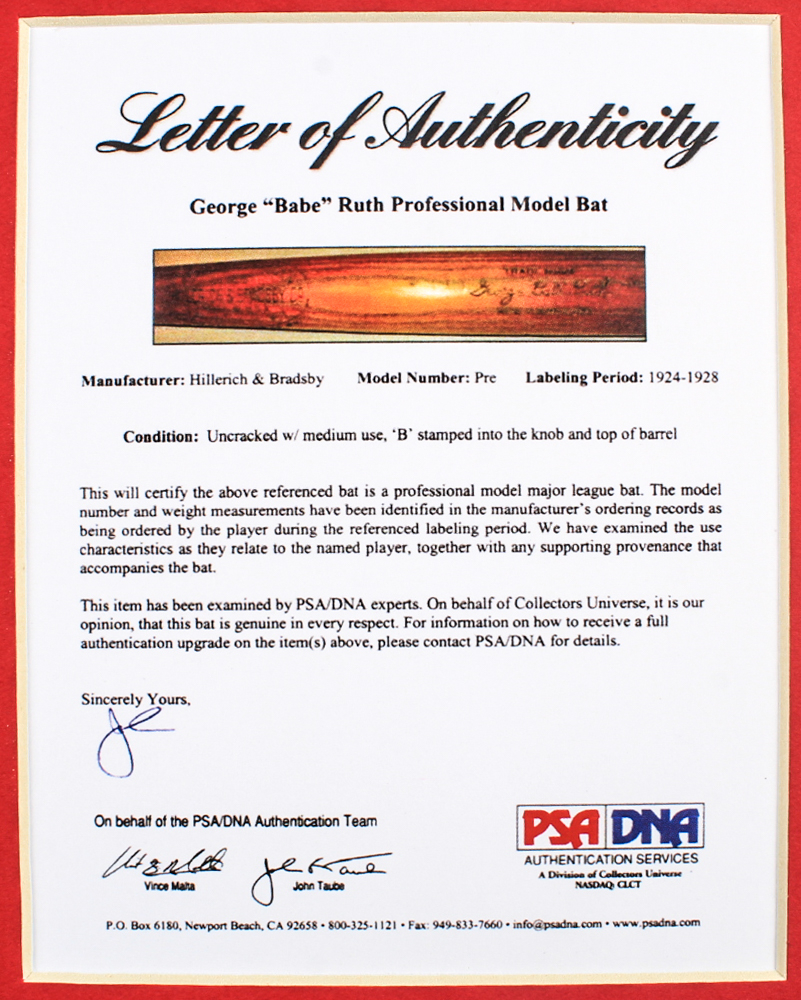 Letter of Authenticity
George “Babe” Ruth Professional Model Bat
TRADE MARK
Manufacturer: Hillerich & Bradsby Model Number: Pre Labeling Period: 1924-1928
Condition: Uncracked w/ medium use, ‘B’ stamped into the knob and top of barrel
This will certify the above referenced bat is a professional model major league bat. The model
number and weight measurements have been identified in the manufacturer’s ordering records as
being ordered by the player during the referenced labeling period. We have examined the use
characteristics as they relate to the named player, together with any supporting provenance that
accompanies the bat.
This item has been examined by PSA/DNA experts. On behalf of Collectors Universe, it is our
opinion, that this bat is genuine in every respect. For information on how to receive a full
authentication upgrade on the item(s) above, please contact PSA/DNA for details.
Sincerely Yours,
On behalf of the PSA/DNA Authentication Team
Vince Malta John Taube
PSA DNA
AUTHENTICATION SERVICES
A Division of Collectors Universe
NASDAQ: CLCT
P.O. Box 6180, Newport Beach, CA 92658 • 800-325-1121 • Fax: 949-833-7660 • info@psadna.com • www.psadna.com